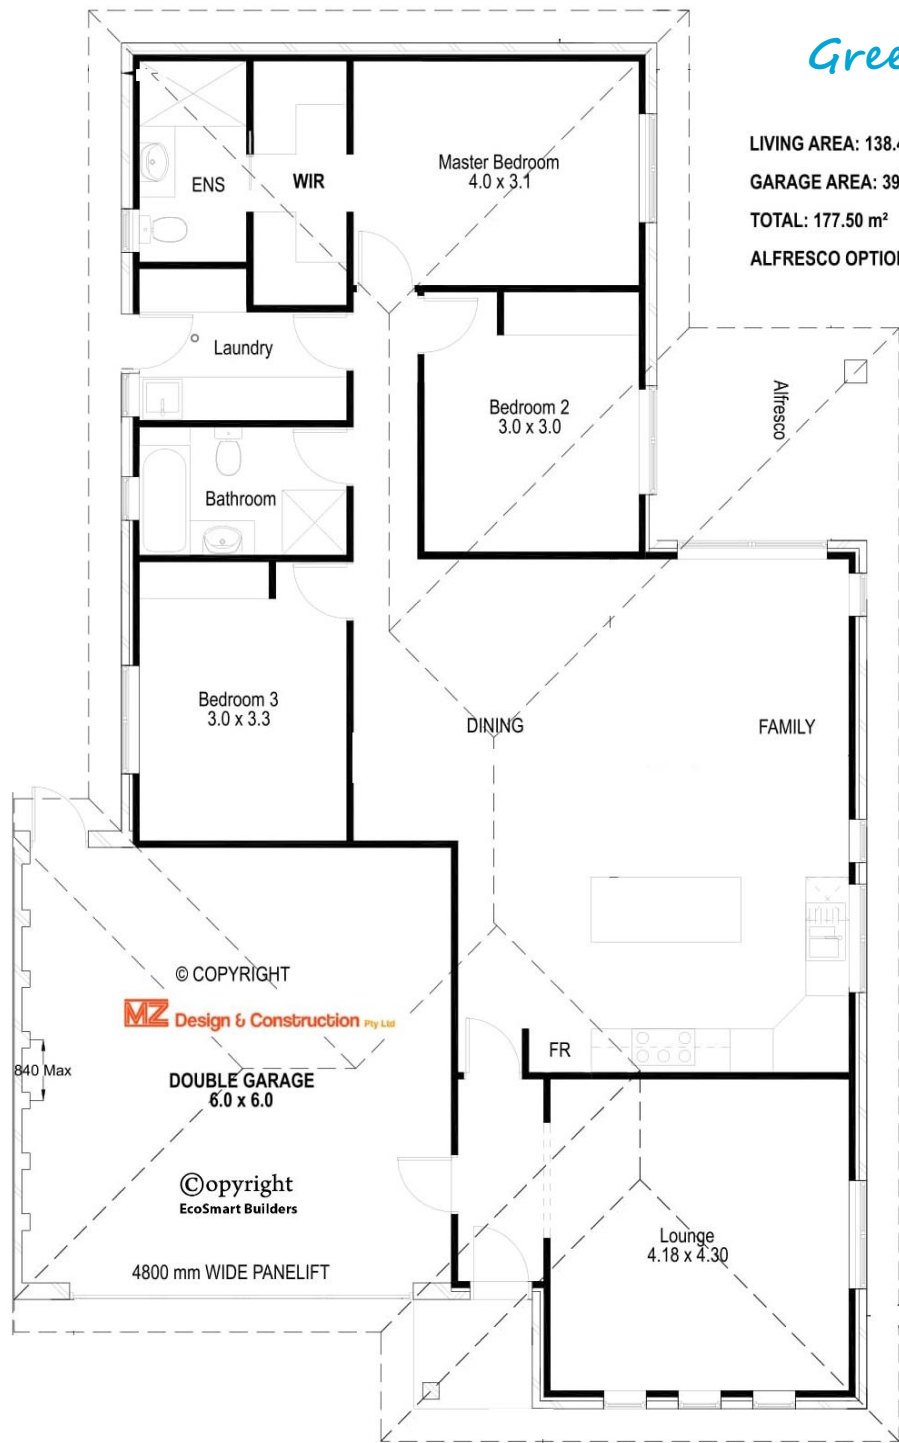 Gree
LIVING AREA: 138.4
GARAGE AREA: 39
TOTAL: 177.50 m²
ALFRESCO OPTION
ENS
WIR
Master Bedroom
4.0 x 3.1
Laundry
Bedroom 2
3.0 x 3.0
Alfresco
Bathroom
Bedroom 3
3.0 x 3.3
DINING
FAMILY
© COPYRIGHT
MZ Design & Construction Pty Ltd
FR
840 Max
DOUBLE GARAGE
6.0 x 6.0
©opyright
EcoSmart Builders
Lounge
4.18 x 4.30
4800 mm WIDE PANELIFT